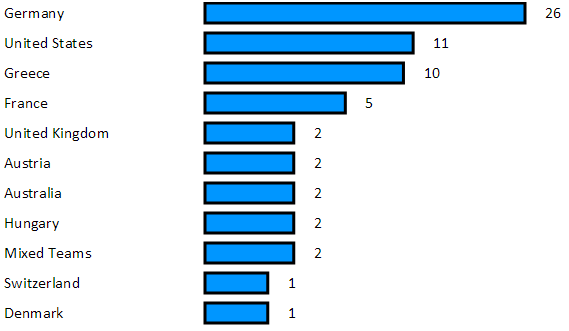 Germany 26
United States 11
Greece 10
France 5
United Kingdom 2
Austria 2
Australia 2
Hungary 2
Mixed Teams 2
Switzerland 1
Denmark 1